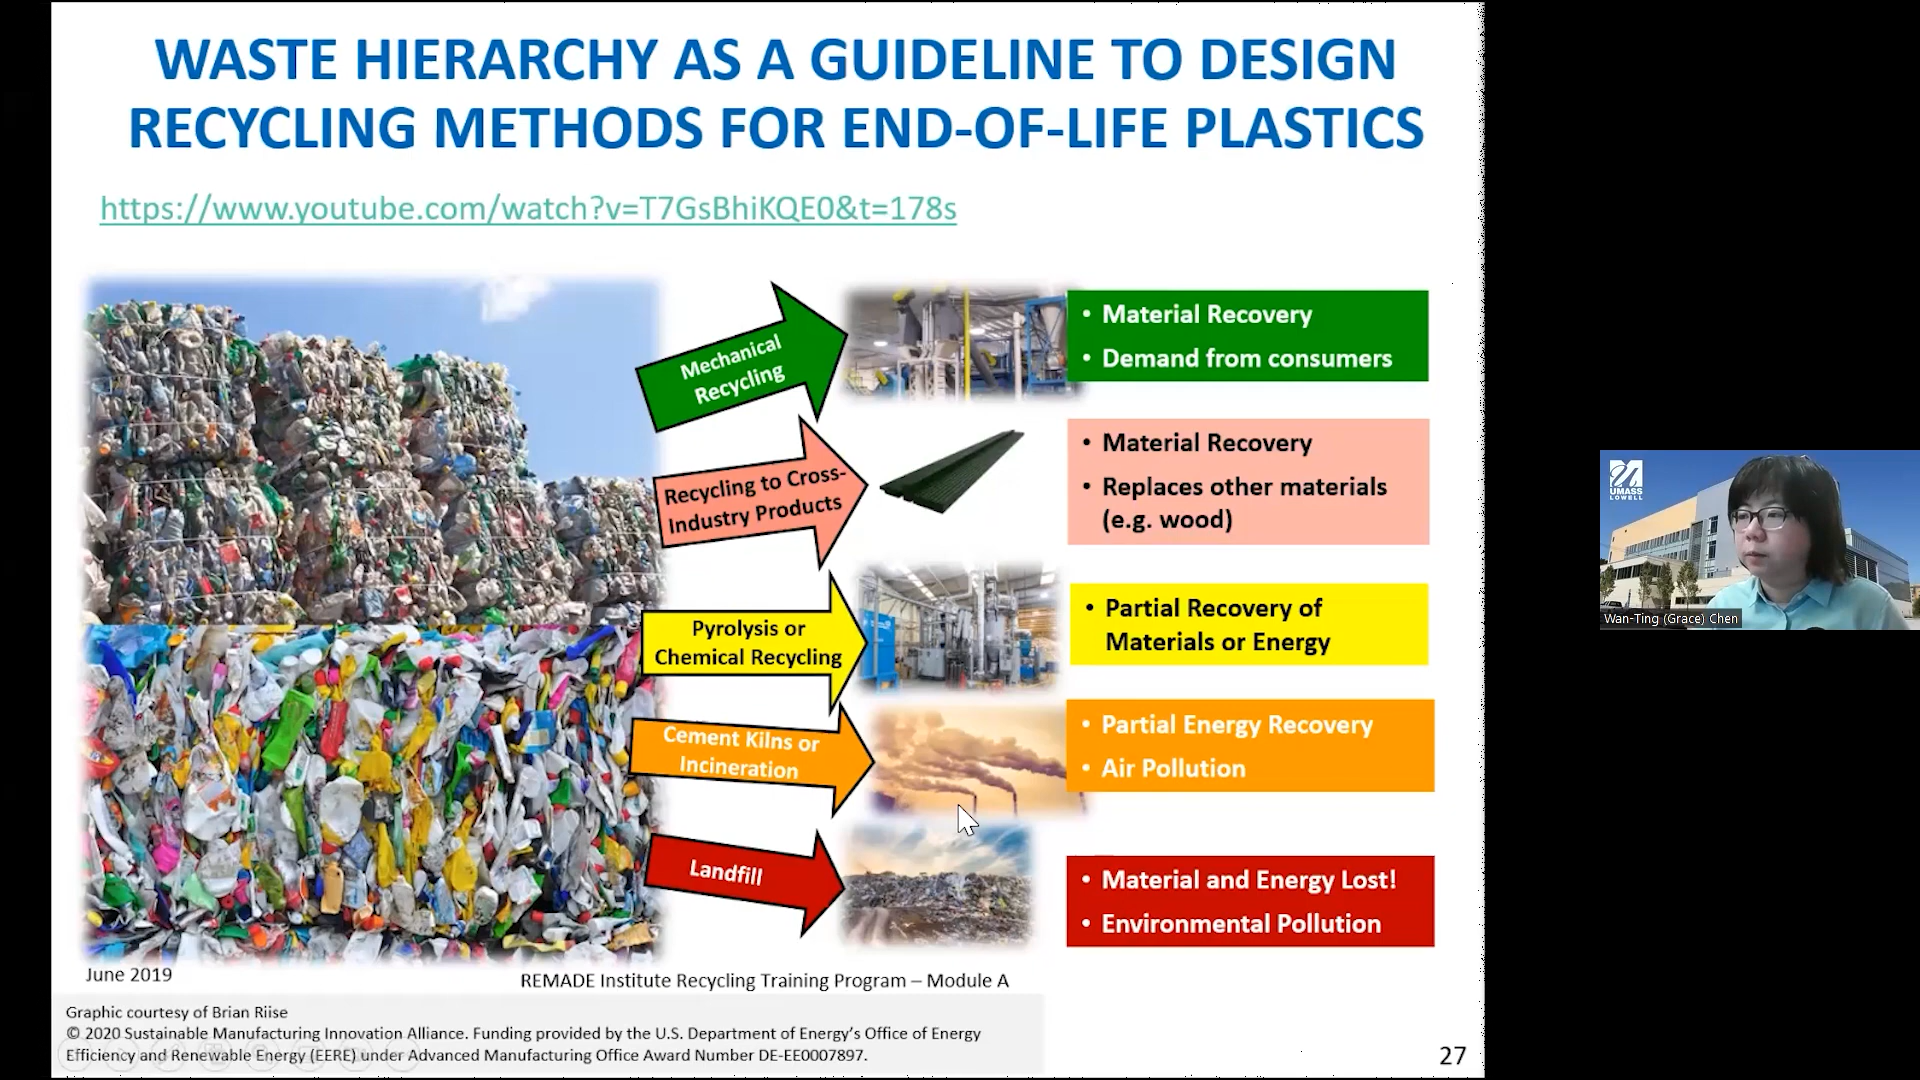 WASTE HIERARCHY AS A GUIDELINE TO DESIGN
RECYCLING METHODS FOR END-OF-LIFE PLASTICS
https://www.youtube.com/watch?v=T7GsBhiKQE0&t=178s
Mechanical
Recycling
• Material Recovery
• Demand from consumers
Recycling to Cross-
Industry Products
• Material Recovery
• Replaces other materials
(e.g. wood)
Pyrolysis or
Chemical Recycling
• Partial Recovery of
Materials or Energy
Cement Kilns or
Incineration
• Partial Energy Recovery
• Air Pollution
Landfill
• Material and Energy Lost!
• Environmental Pollution
June 2019
REMADE Institute Recycling Training Program – Module A
Graphic courtesy of Brian Riise
© 2020 Sustainable Manufacturing Innovation Alliance. Funding provided by the U.S. Department of Energy’s Office of Energy
Efficiency and Renewable Energy (EERE) under Advanced Manufacturing Office Award Number DE-EE0007897.
27
UMASS
LOWELL
Wan-Ting (Grace) Chen